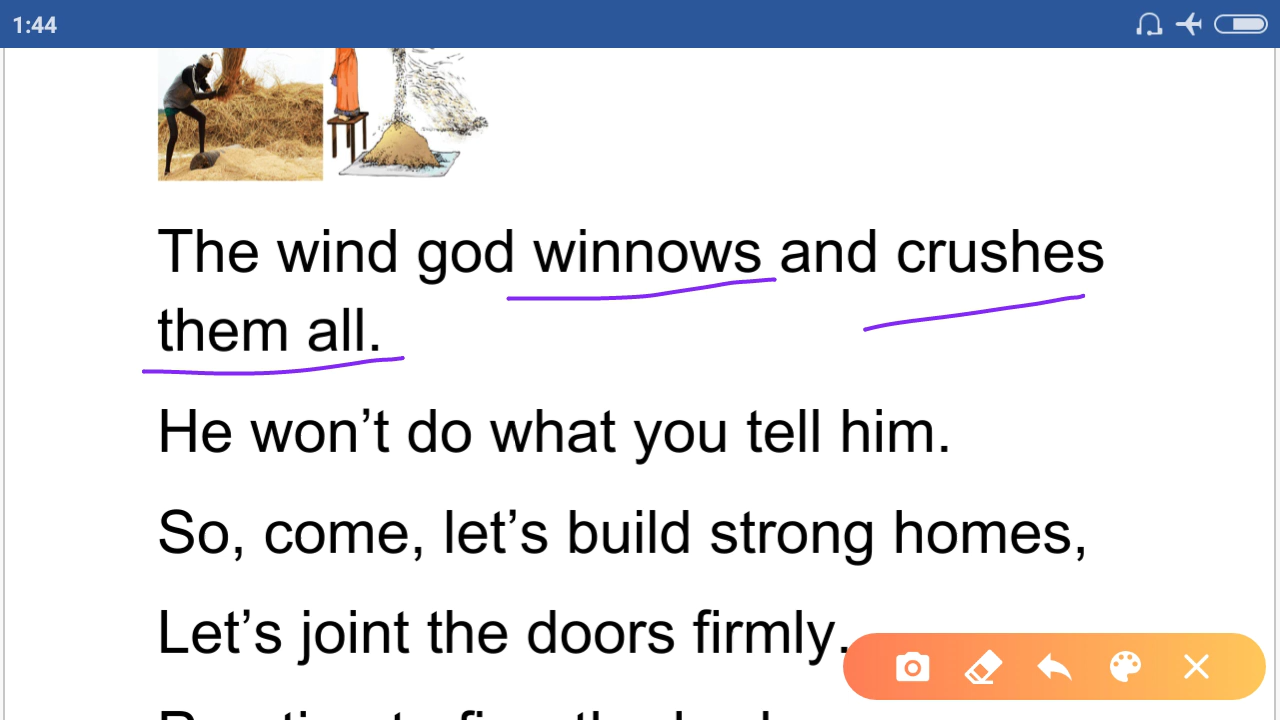 1:44
The wind god winnows and crushes
them all.
He won’t do what you tell him.
So, come, let’s build strong homes,
Let’s joint the doors firmly.